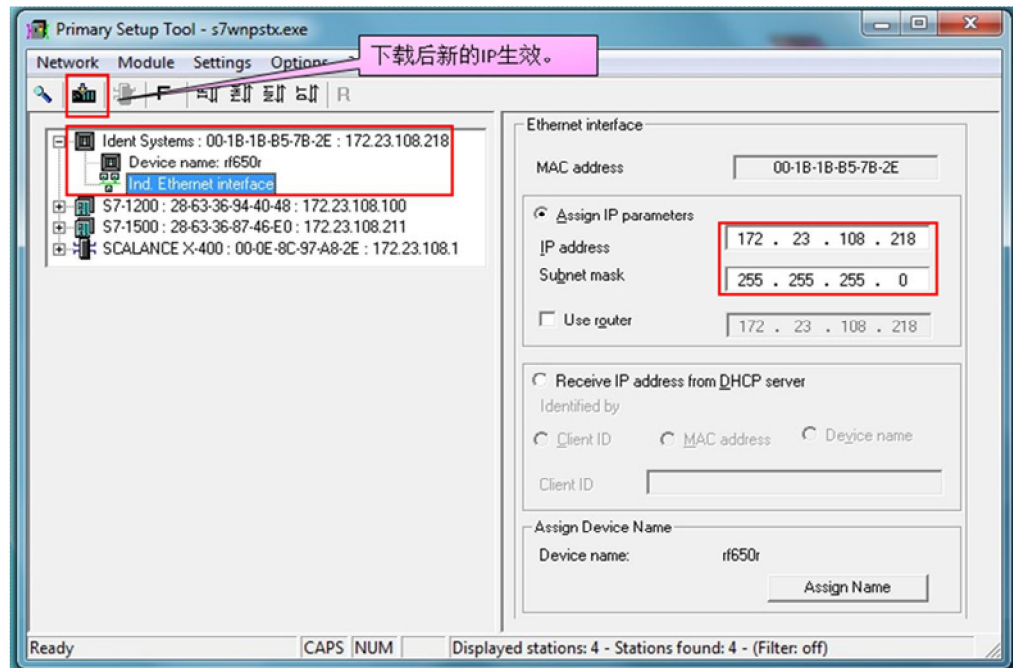 Primary Setup Tool - s7wnpstx.exe
Network Module Settings Options
下载后新的IP生效。
R
Ident Systems : 00-1B-1B-B5-7B-2E : 172.23.108.218
Device name: rf650r
Ind. Ethernet interface
S7-1200 : 28-63-36-94-40-48 : 172.23.108.100
S7-1500 : 28-63-36-87-46-E0 : 172.23.108.211
SCALANCE X-400 : 00-0E-8C-97-A8-2E : 172.23.108.1
Ethernet interface
MAC address 00-1B-1B-B5-7B-2E
Assign IP parameters
IP address 172 . 23 . 108 . 218
Subnet mask 255 . 255 . 255 . 0
Use router 172 . 23 . 108 . 218
Receive IP address from DHCP server
Identified by
Client ID MAC address Device name
Client ID
Assign Device Name
Device name: rf650r
Assign Name
Ready CAPS NUM Displayed stations: 4 - Stations found: 4 - (Filter: off)